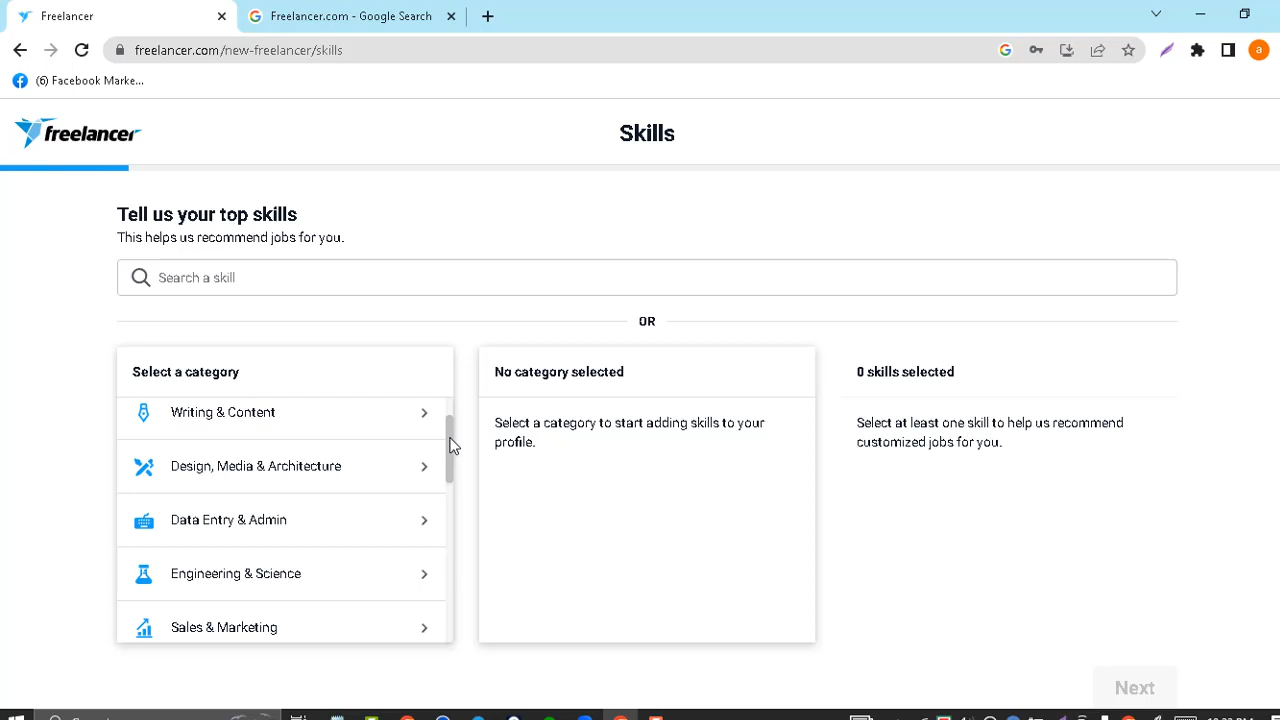 Freelancer
Freelancer.com - Google Search
freelancer.com/new-freelancer/skills
a
(6) Facebook Marke...
freelancer
Skills
Tell us your top skills
This helps us recommend jobs for you.
Search a skill
OR
Select a category
No category selected
0 skills selected
Writing & Content
Design, Media & Architecture
Data Entry & Admin
Engineering & Science
Sales & Marketing
Select a category to start adding skills to your
profile.
Select at least one skill to help us recommend
customized jobs for you.
Next